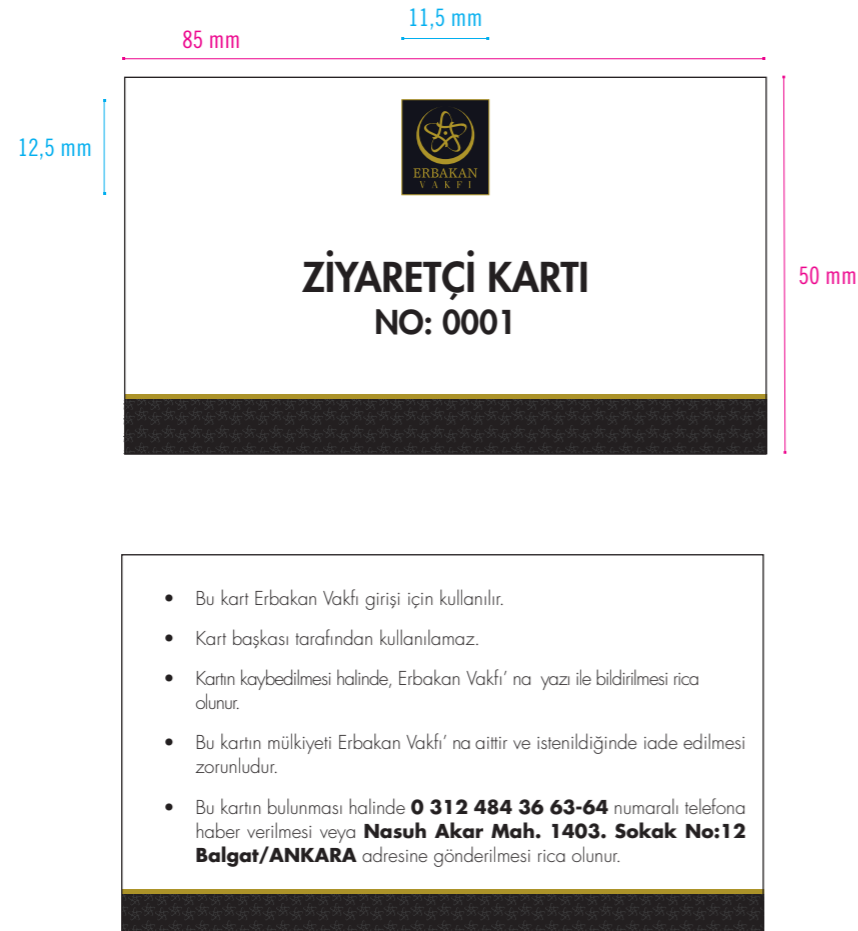 11,5 mm
85 mm
12,5 mm
ERBAKAN
VAKFI
50 mm
ZİYARETÇİ KARTI
NO: 0001
• Bu kart Erbakan Vakfı girişi için kullanılır.
• Kart başkası tarafından kullanılamaz.
• Kartın kaybedilmesi halinde, Erbakan Vakfı’ na yazı ile bildirilmesi rica
olunur.
• Bu kartın mülkiyeti Erbakan Vakfı’ na aittir ve istenildiğinde iade edilmesi
zorunludur.
• Bu kartın bulunması halinde 0 312 484 36 63-64 numaralı telefona
haber verilmesi veya Nasuh Akar Mah. 1403. Sokak No:12
Balgat/ANKARA adresine gönderilmesi rica olunur.